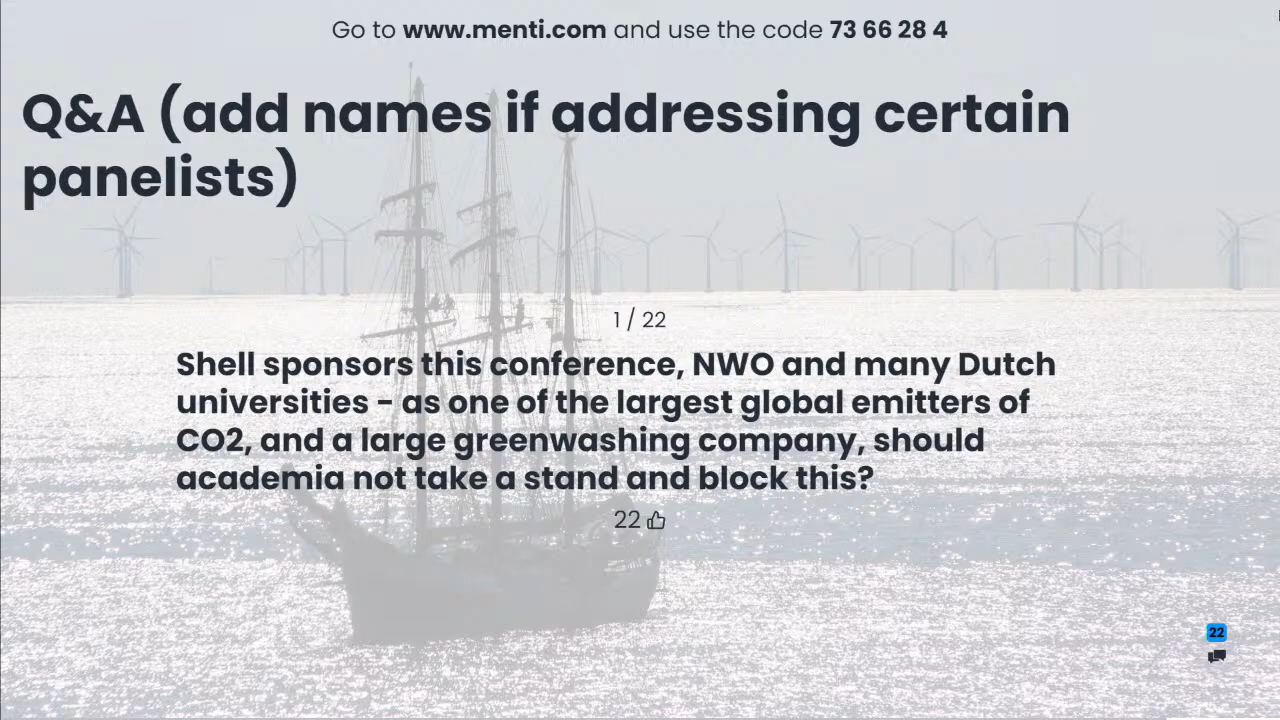 Go to www.menti.com and use the code 73 66 28 4
Q&A (add names if addressing certain
panelists)
1 / 22
Shell sponsors this conference, NWO and many Dutch
universities - as one of the largest global emitters of
CO2, and a large greenwashing company, should
academia not take a stand and block this?
22
22